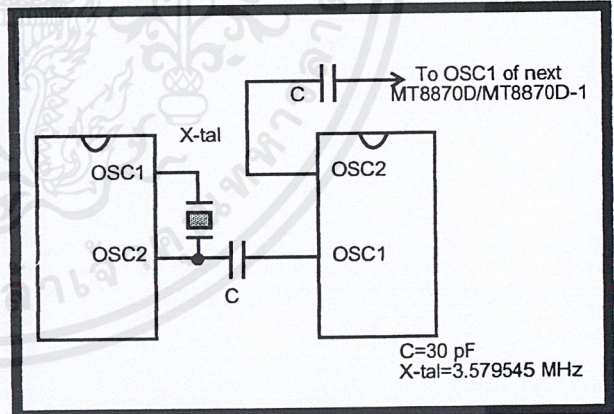 To OSC1 of next
MT8870D/MT8870D-1
C
X-tal
OSC1
OSC2
OSC2
OSC1
C
C=30 pF
X-tal=3.579545 MHz